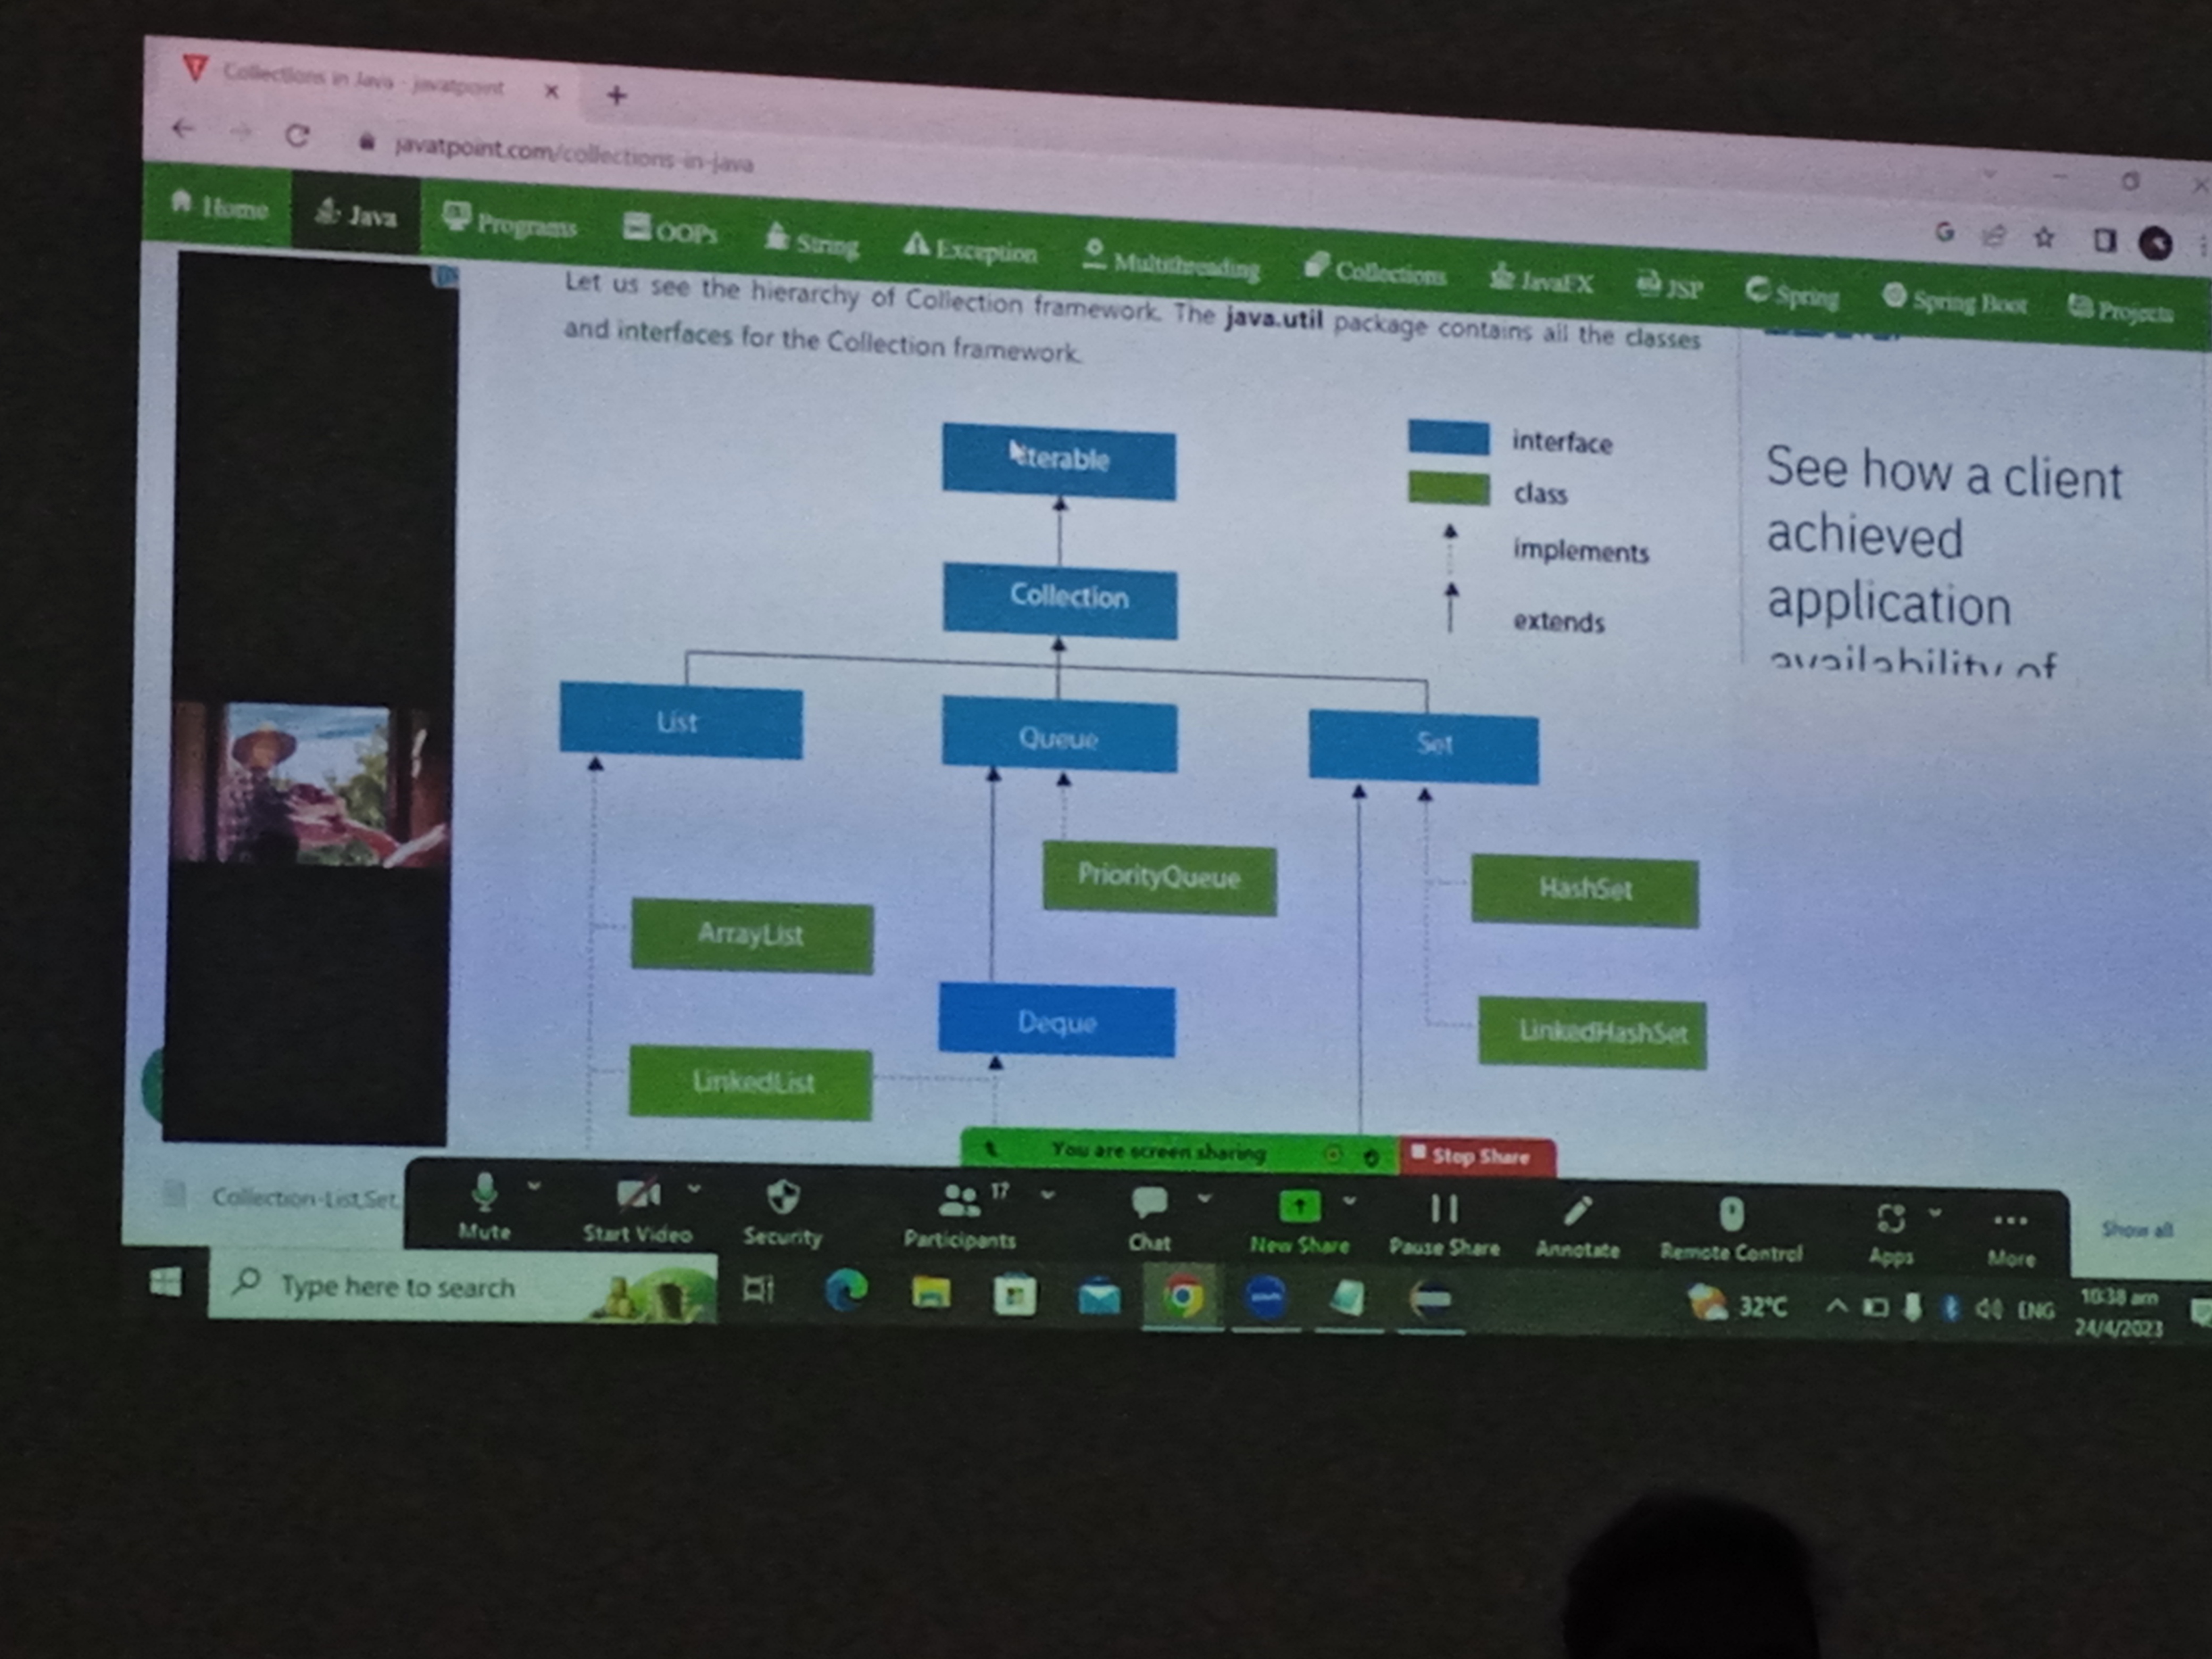 Collections in Java - javatpoint
javatpoint.com/collections-in-java
Home Java Programs OOPs String Exception Multithreading Collections JavaFX JSP Spring Spring Boot Projects
Let us see the hierarchy of Collection framework. The java.util package contains all the classes
and interfaces for the Collection framework.
Iterable
interface
class
implements
extends
See how a client
achieved
application
availability of
Collection
List
Queue
Set
PriorityQueue
HashSet
ArrayList
Deque
LinkedHashSet
LinkedList
You are screen sharing
Stop Share
Collection-List,Set
Mute
Start Video
Security
17
Participants
Chat
New Share
Pause Share
Annotate
Remote Control
Apps
More
Show all
Type here to search
32°C
ENG
10:38 am
24/4/2023